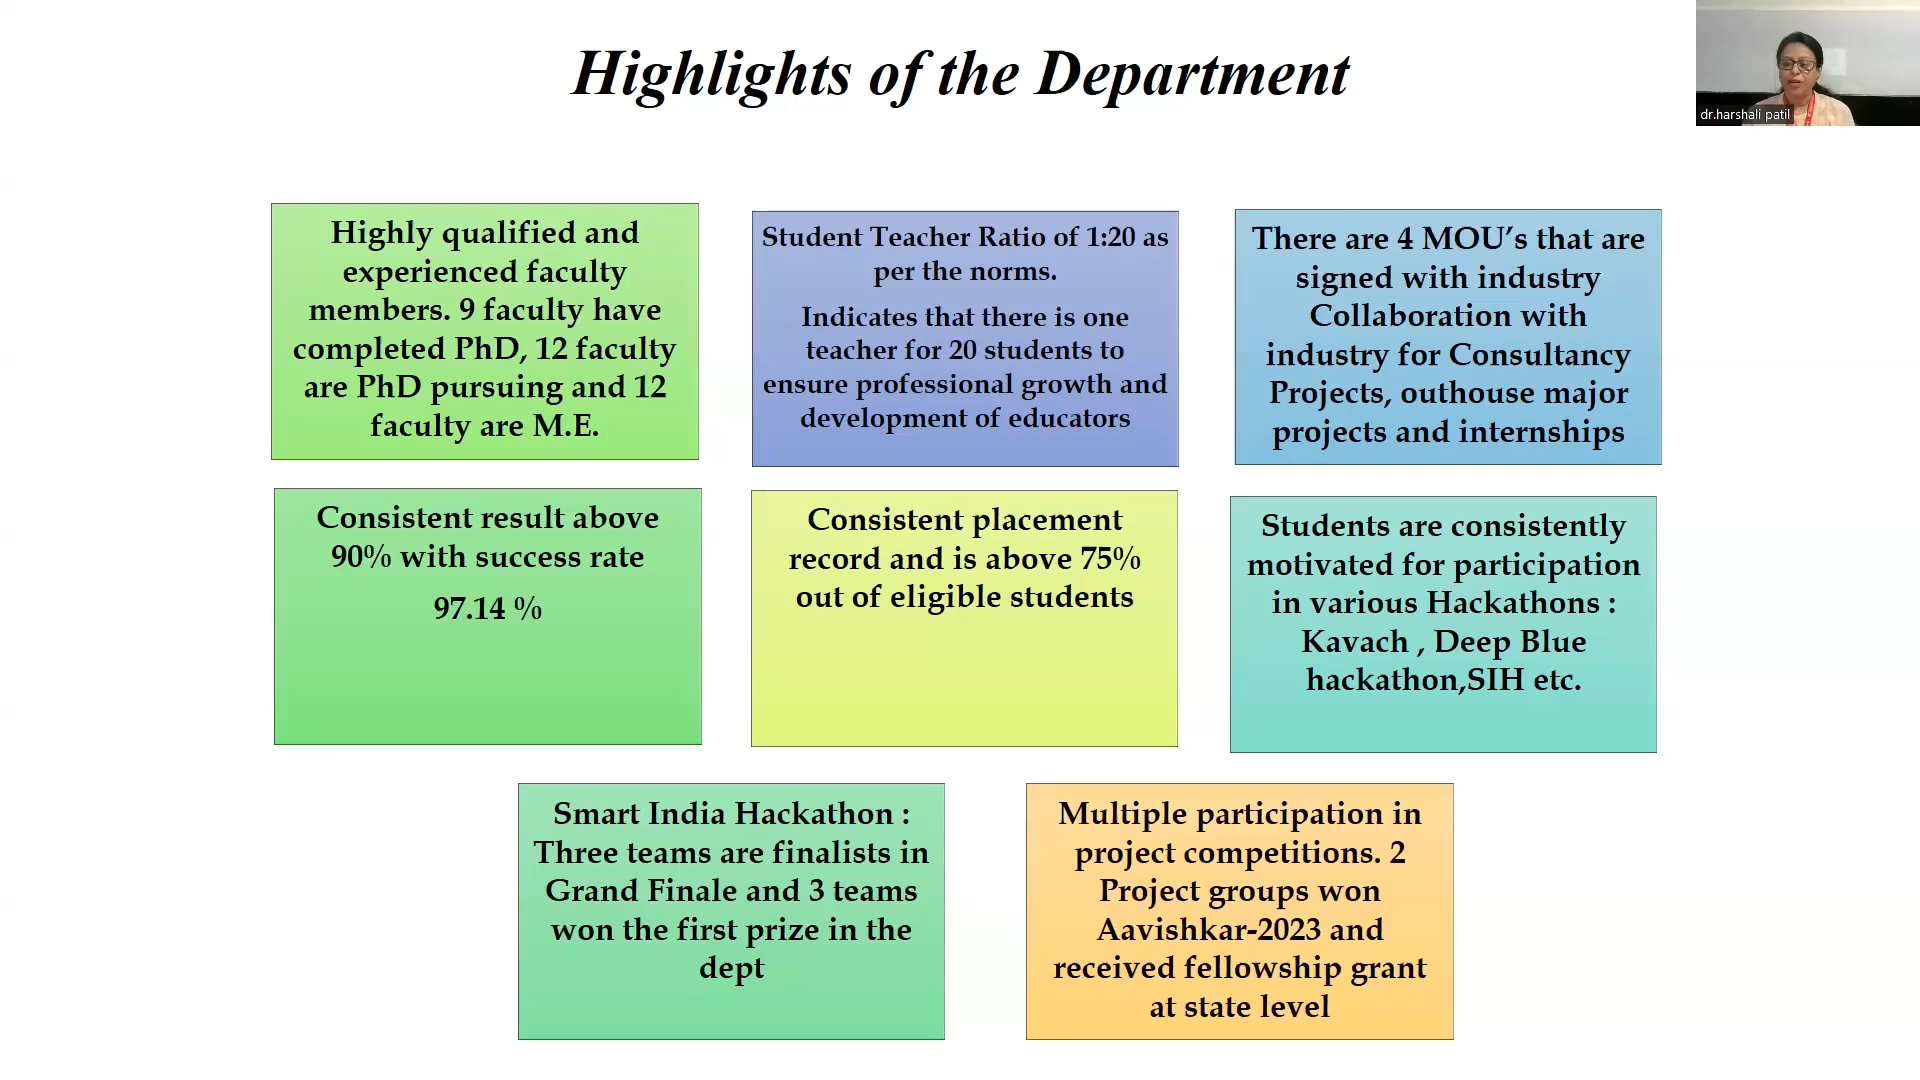 Highlights of the Department
dr.harshali patil
Highly qualified and
experienced faculty
members. 9 faculty have
completed PhD, 12 faculty
are PhD pursuing and 12
faculty are M.E.
Student Teacher Ratio of 1:20 as
per the norms.
Indicates that there is one
teacher for 20 students to
ensure professional growth and
development of educators
There are 4 MOU’s that are
signed with industry
Collaboration with
industry for Consultancy
Projects, outhouse major
projects and internships
Consistent result above
90% with success rate
97.14 %
Consistent placement
record and is above 75%
out of eligible students
Students are consistently
motivated for participation
in various Hackathons :
Kavach , Deep Blue
hackathon,SIH etc.
Smart India Hackathon :
Three teams are finalists in
Grand Finale and 3 teams
won the first prize in the
dept
Multiple participation in
project competitions. 2
Project groups won
Aavishkar-2023 and
received fellowship grant
at state level